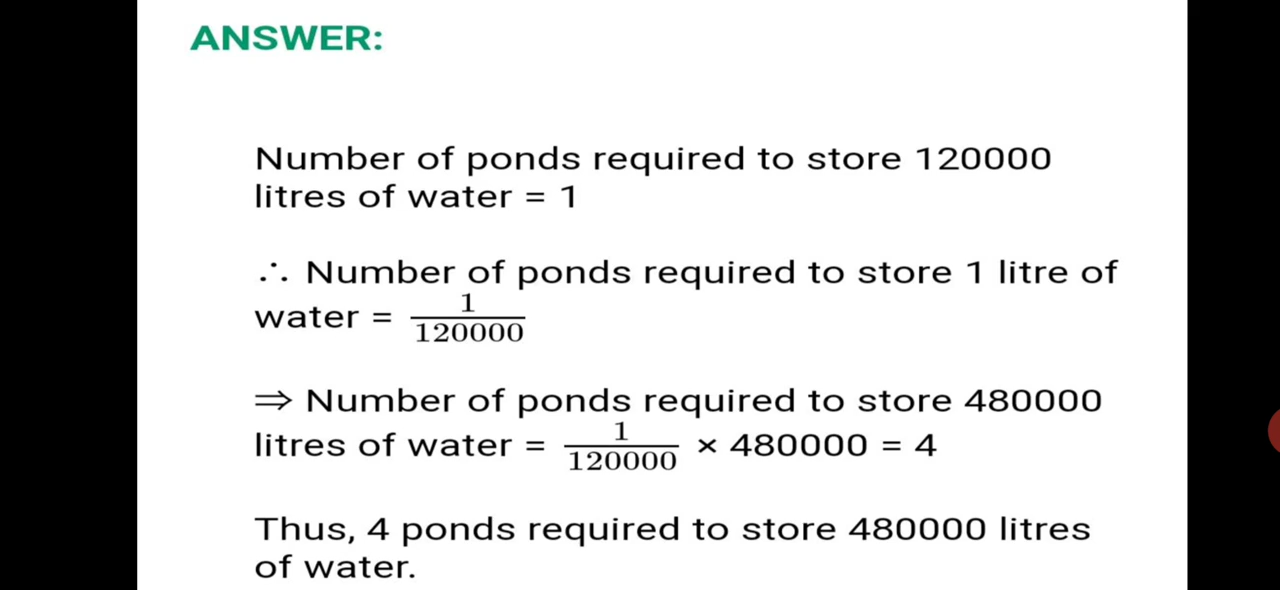 ANSWER:
Number of ponds required to store 120000
litres of water = 1
∴ Number of ponds required to store 1 litre of
water = 1/120000
⇒ Number of ponds required to store 480000
litres of water = 1/120000 × 480000 = 4
Thus, 4 ponds required to store 480000 litres
of water.